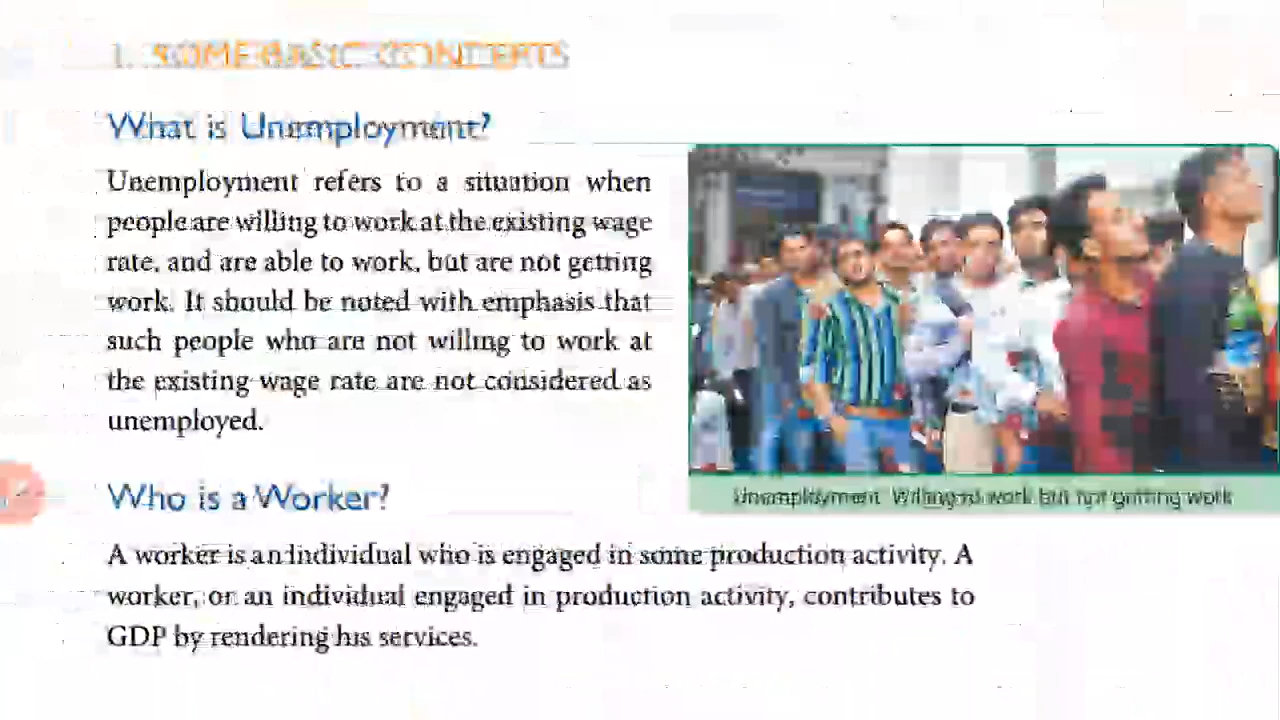 1. SOME BASIC CONCEPTS
What is Unemployment?
Unemployment refers to a situation when
people are willing to work at the existing wage
rate, and are able to work, but are not getting
work. It should be noted with emphasis that
such people who are not willing to work at
the existing wage rate are not considered as
unemployed.
Unemployment Willing to work but not getting work
Who is a Worker?
A worker is an individual who is engaged in some production activity. A
worker, or an individual engaged in production activity, contributes to
GDP by rendering his services.